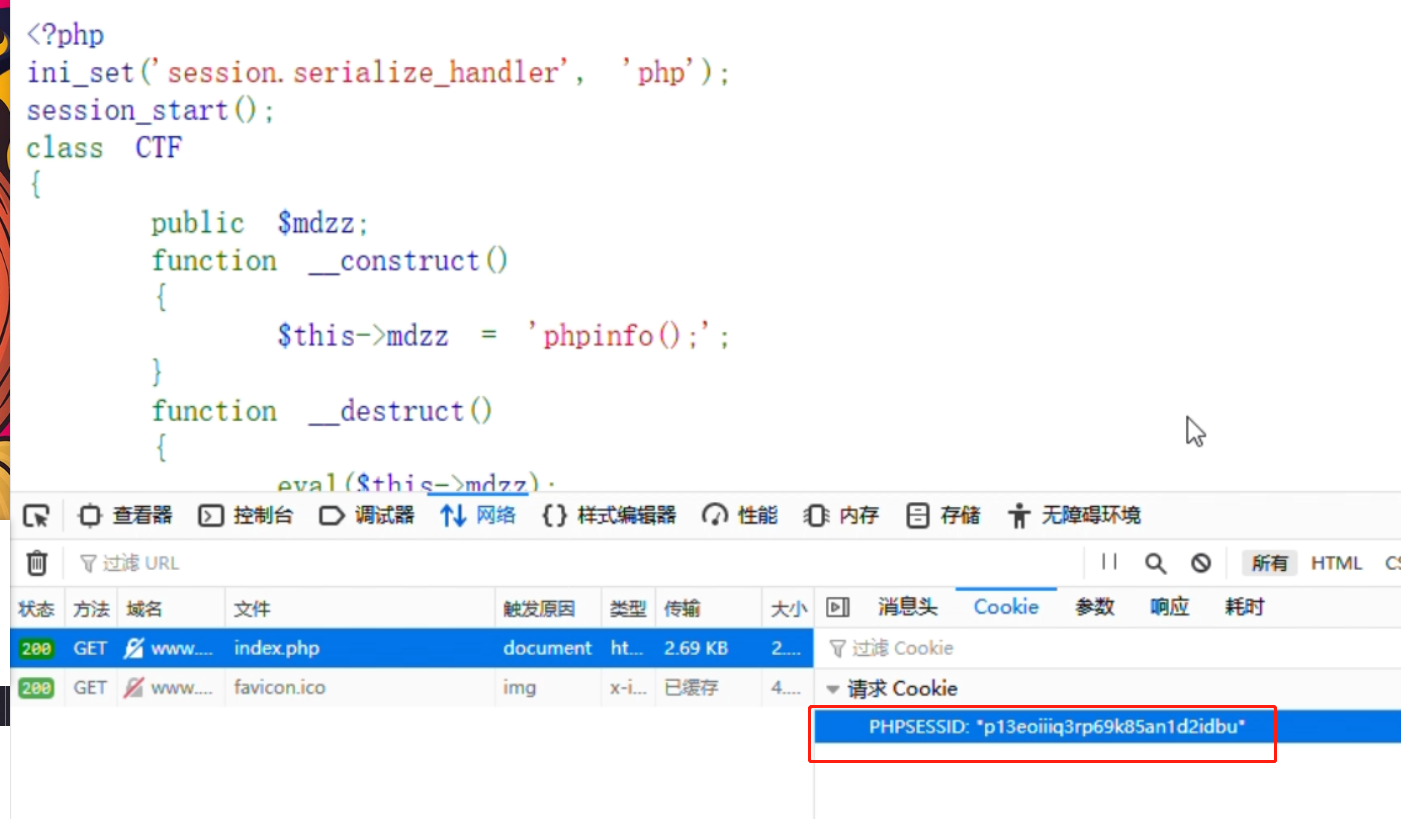 <?php
ini_set('session.serialize_handler', 'php');
session_start();
class CTF
{
public $mdzz;
function __construct()
{
$this->mdzz = 'phpinfo();';
}
function __destruct()
{
eval($this->mdzz);
查看器 控制台 调试器 网络 {} 样式编辑器 性能 内存 存储 无障碍环境
过滤 URL 所有 HTML CS
状态 方法 域名 文件 触发原因 类型 传输 大小 消息头 Cookie 参数 响应 耗时
200 GET www.... index.php document ht... 2.69 KB 2.... 过滤 Cookie
200 GET www.... favicon.ico img x-i... 已缓存 4.... 请求 Cookie
PHPSESSID: "p13eoiiiq3rp69k85an1d2idbu"